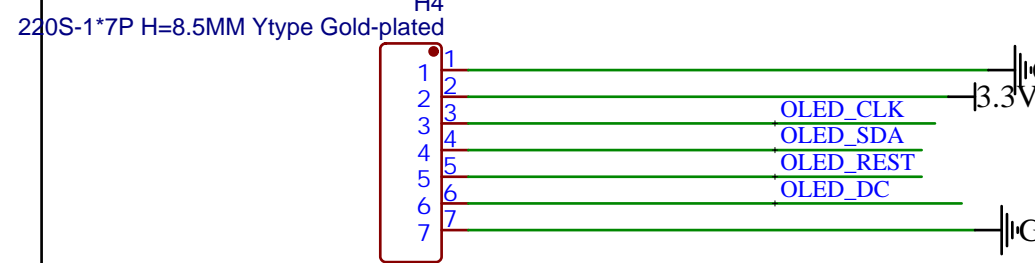 H4
220S-1*7P H=8.5MM Ytype Gold-plated
1 1
2 2 3.3V
3 3 OLED_CLK
4 4 OLED_SDA
5 5 OLED_REST
6 6 OLED_DC
7 7 G